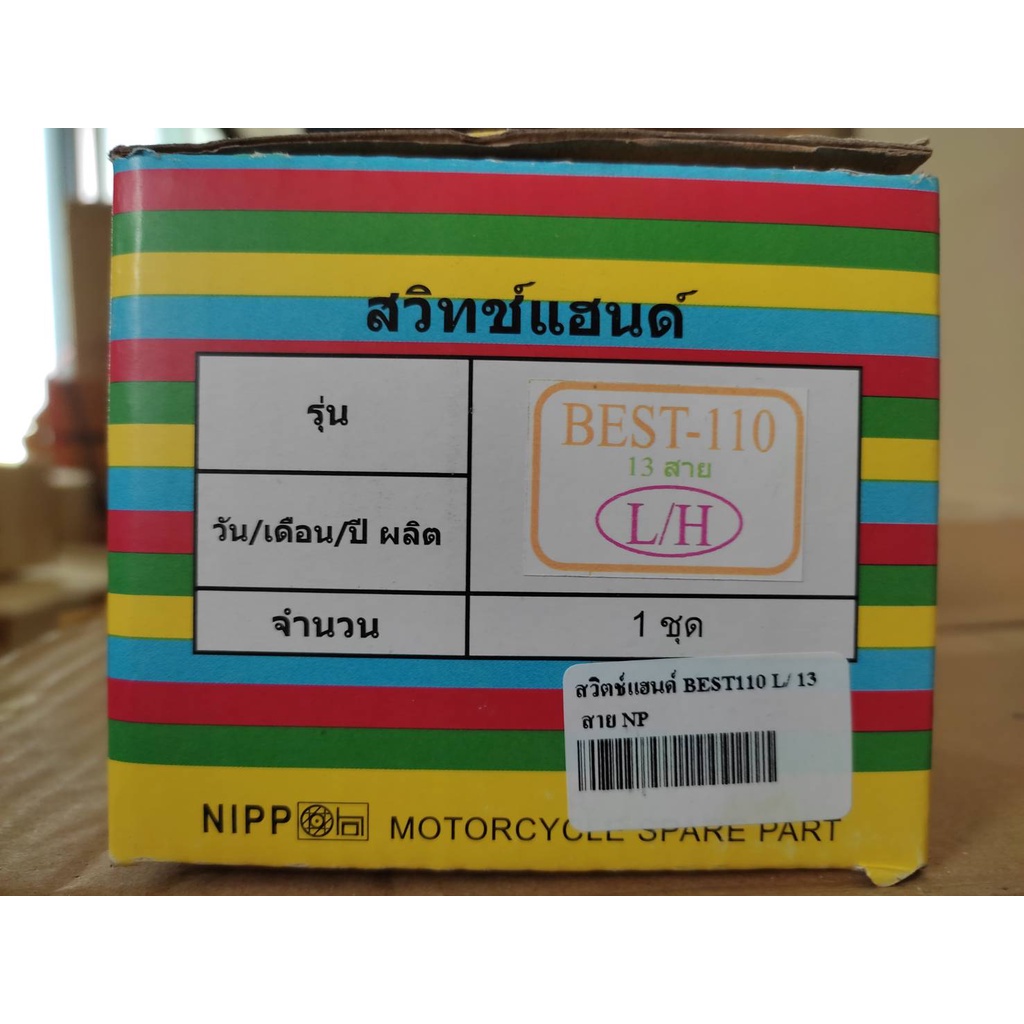 สวิทช์แฮนด์
รุ่น
BEST-110
13 สาย
L/H
วัน/เดือน/ปี ผลิต
จำนวน
1 ชุด
สวิตช์แฮนด์ BEST110 L/ 13
สาย NP
NIPPON MOTORCYCLE SPARE PART